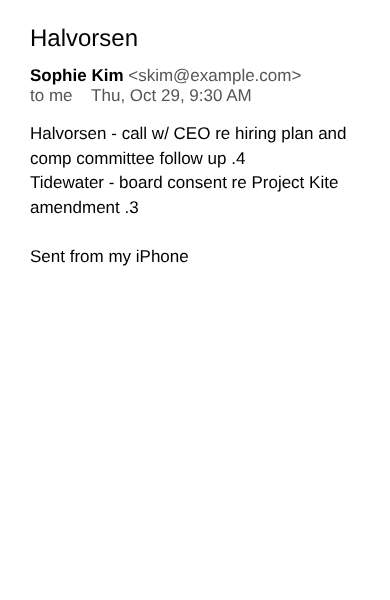 Halvorsen
Sophie Kim <skim@example.com>
to me Thu, Oct 29, 9:30 AM
Halvorsen - call w/ CEO re hiring plan and
comp committee follow up .4
Tidewater - board consent re Project Kite
amendment .3
Sent from my iPhone